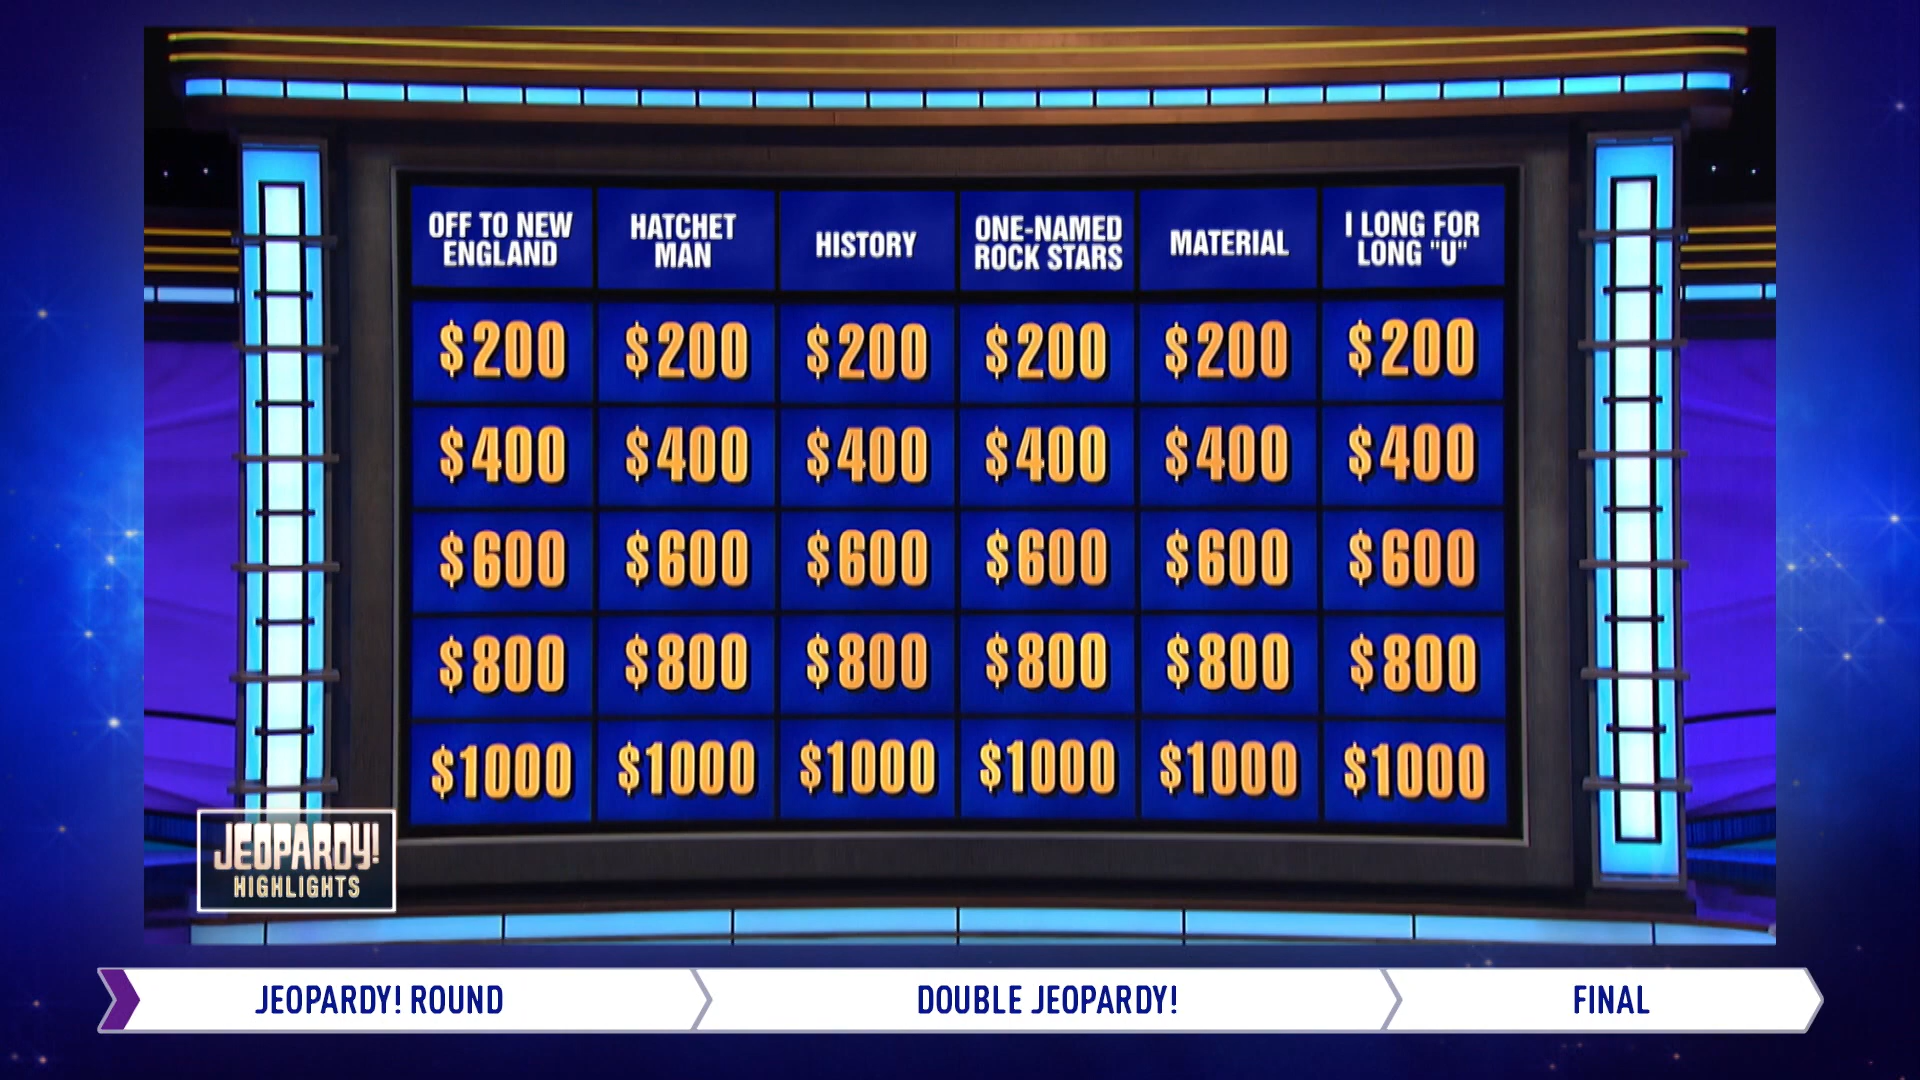 OFF TO NEW
ENGLAND
HATCHET
MAN
HISTORY
ONE-NAMED
ROCK STARS
MATERIAL
I LONG FOR
LONG "U"
$200 $200 $200 $200 $200 $200
$400 $400 $400 $400 $400 $400
$600 $600 $600 $600 $600 $600
$800 $800 $800 $800 $800 $800
$1000 $1000 $1000 $1000 $1000 $1000
JEOPARDY!
HIGHLIGHTS
JEOPARDY! ROUND
DOUBLE JEOPARDY!
FINAL